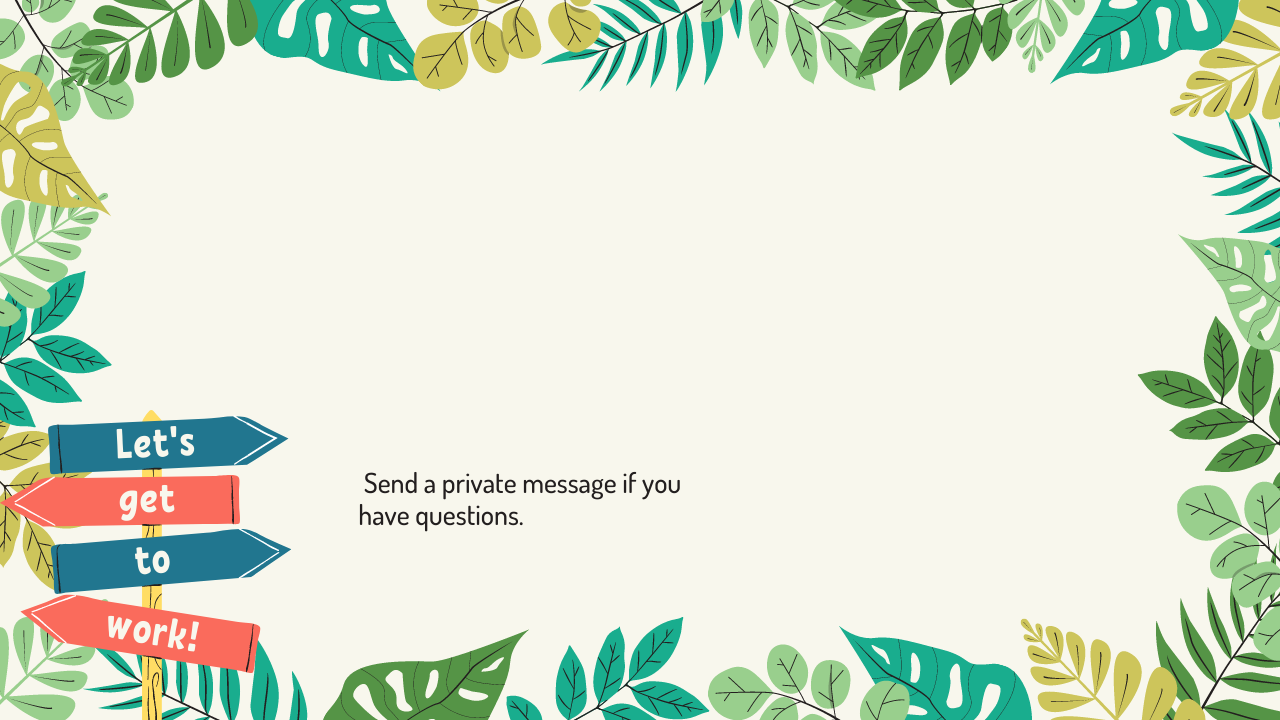 Let's
get
to
work!
Send a private message if you
have questions.